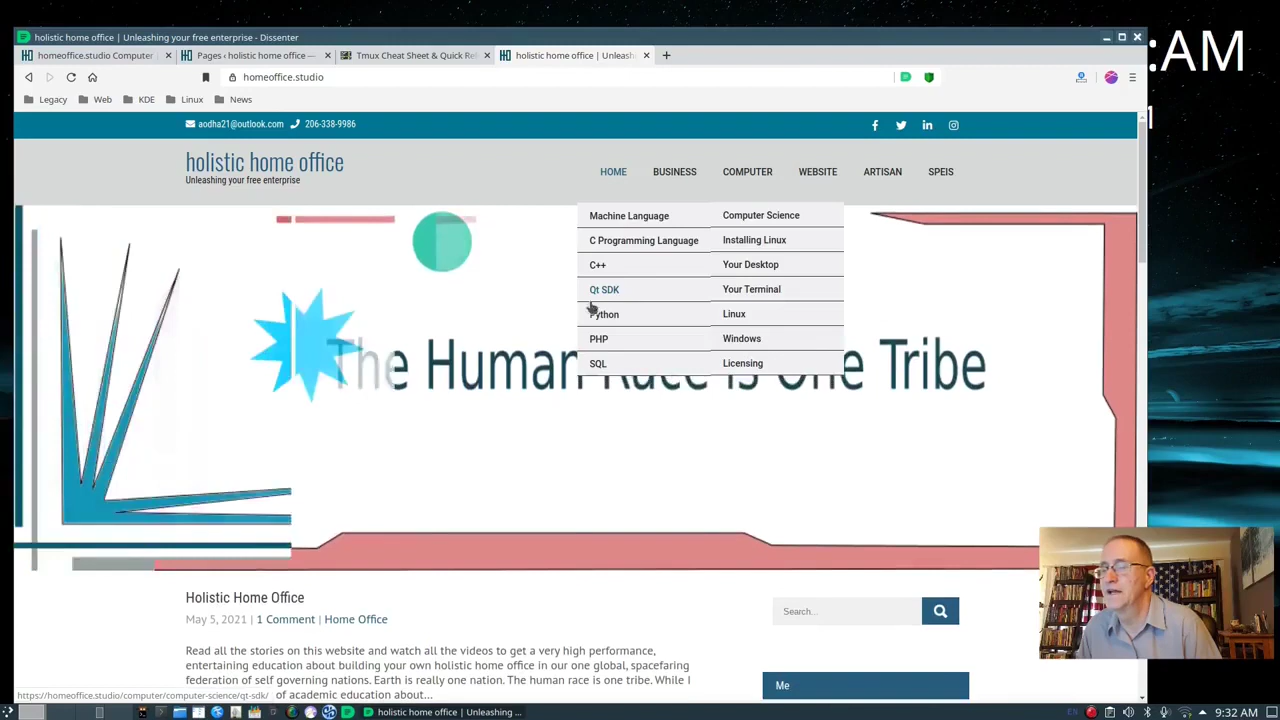 :AM
holistic home office | Unleashing your free enterprise - Dissenter
homeoffice.studio Computer
Pages ‹ holistic home office —
Tmux Cheat Sheet & Quick Re
holistic home office | Unleash
homeoffice.studio
Legacy
Web
KDE
Linux
News
aodha21@outlook.com
206-338-9986
holistic home office
Unleashing your free enterprise
HOME
BUSINESS
COMPUTER
WEBSITE
ARTISAN
SPEIS
Machine Language
Computer Science
C Programming Language
Installing Linux
C++
Your Desktop
Qt SDK
Your Terminal
Python
Linux
PHP
Windows
SQL
Licensing
The Human Race is One Tribe
Holistic Home Office
May 5, 2021 | 1 Comment | Home Office
Search...
Read all the stories on this website and watch all the videos to get a very high performance,
entertaining education about building your own holistic home office in our one global, spacefaring
federation of self governing nations. Earth is really one nation. The human race is one tribe. While I
of academic education about...
Me
https://homeoffice.studio/computer/computer-science/qt-sdk/
holistic home office | Unleashing ...
EN
9:32 AM